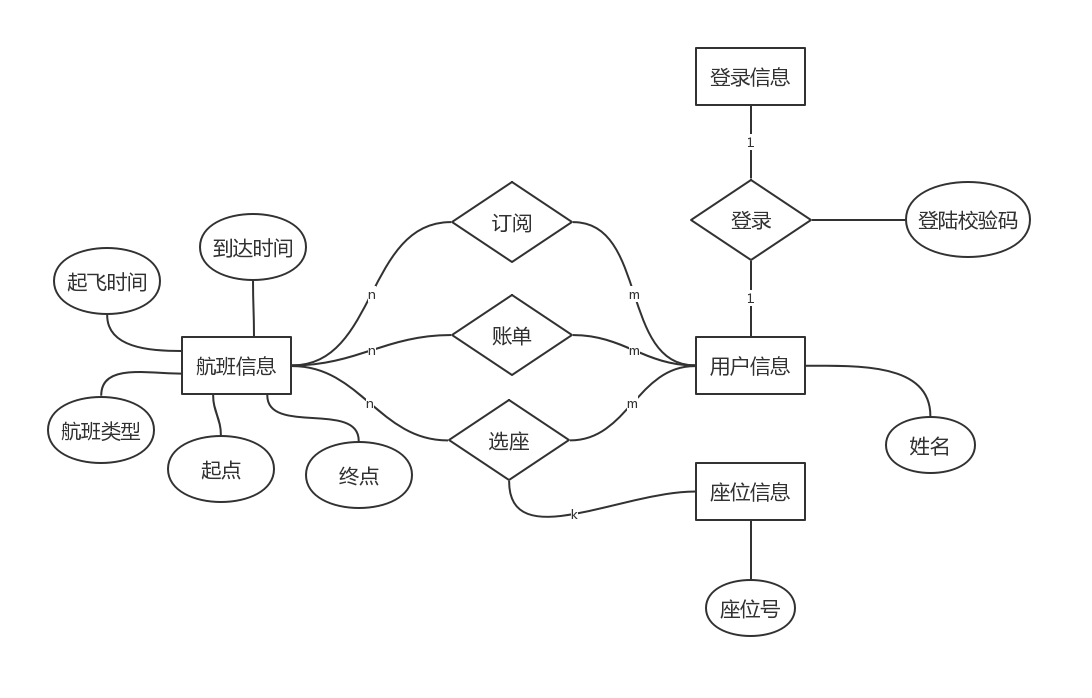 登录信息
1
订阅
登录
登陆校验码
到达时间
起飞时间
n
m
1
账单
n
m
航班信息
用户信息
n
m
航班类型
选座
姓名
起点
终点
座位信息
k
座位号